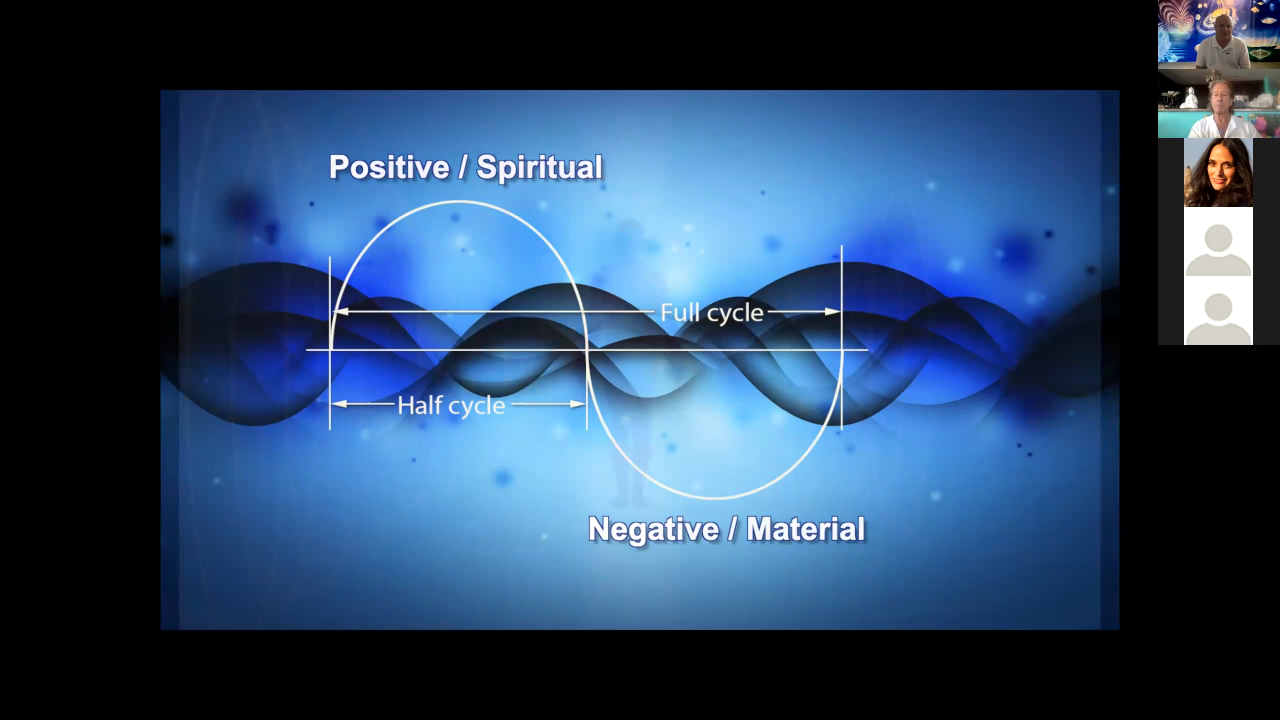 Positive / Spiritual
Full cycle
Half cycle
Negative / Material